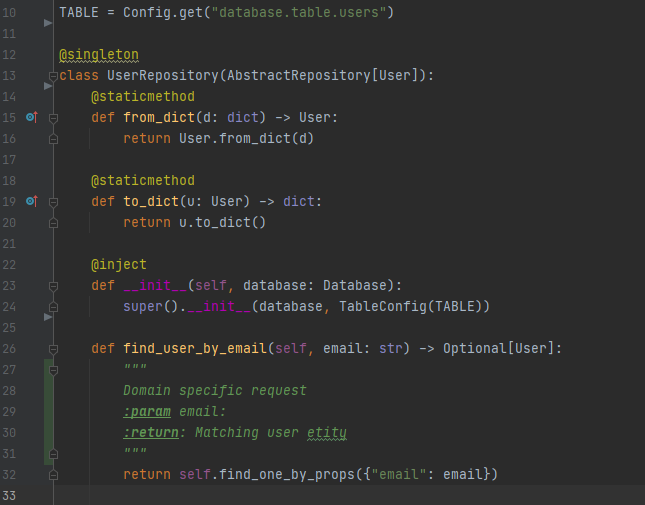 10 TABLE = Config.get("database.table.users")
11
12 @singleton
13 class UserRepository(AbstractRepository[User]):
14 @staticmethod
15 def from_dict(d: dict) -> User:
16 return User.from_dict(d)
17
18 @staticmethod
19 def to_dict(u: User) -> dict:
20 return u.to_dict()
21
22 @inject
23 def __init__(self, database: Database):
24 super().__init__(database, TableConfig(TABLE))
25
26 def find_user_by_email(self, email: str) -> Optional[User]:
27 """
28 Domain specific request
29 :param email:
30 :return: Matching user etity
31 """
32 return self.find_one_by_props({"email": email})
33